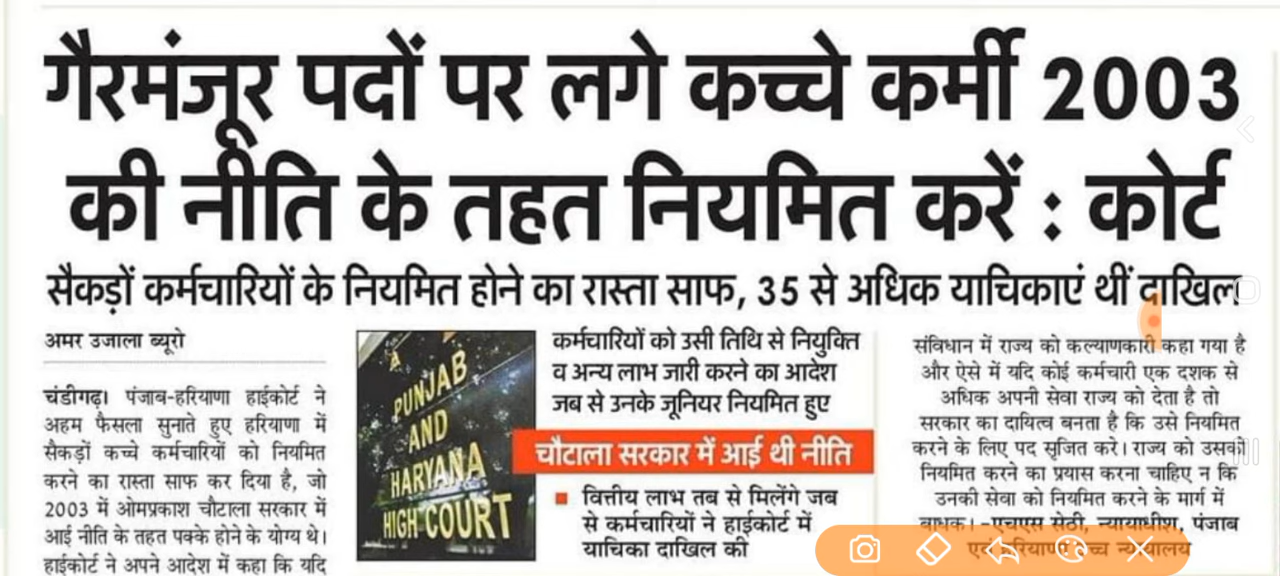 गैरमंजूर पदों पर लगे कच्चे कर्मी 2003
की नीति के तहत नियमित करें : कोर्ट
सैकड़ों कर्मचारियों के नियमित होने का रास्ता साफ, 35 से अधिक याचिकाएं थीं दाखिल
अमर उजाला ब्यूरो
चंडीगढ़। पंजाब-हरियाणा हाईकोर्ट ने
अहम फैसला सुनाते हुए हरियाणा में
सैकड़ों कच्चे कर्मचारियों को नियमित
करने का रास्ता साफ कर दिया है, जो
2003 में ओमप्रकाश चौटाला सरकार में
आई नीति के तहत पक्के होने के योग्य थे।
हाईकोर्ट ने अपने आदेश में कहा कि यदि
PUNJAB
AND
HARYANA
HIGH COURT
कर्मचारियों को उसी तिथि से नियुक्ति
व अन्य लाभ जारी करने का आदेश
जब से उनके जूनियर नियमित हुए
चौटाला सरकार में आई थी नीति
वित्तीय लाभ तब से मिलेंगे जब
से कर्मचारियों ने हाईकोर्ट में
याचिका दाखिल की
संविधान में राज्य को कल्याणकारी कहा गया है
और ऐसे में यदि कोई कर्मचारी एक दशक से
अधिक अपनी सेवा राज्य को देता है तो
सरकार का दायित्व बनता है कि उसे नियमित
करने के लिए पद सृजित करे। राज्य को उसको
नियमित करने का प्रयास करना चाहिए न कि
उनकी सेवा को नियमित करने के मार्ग में
बाधक। -एचएस सेठी, न्यायाधीश, पंजाब
एवं हरियाणा उच्च न्यायालय